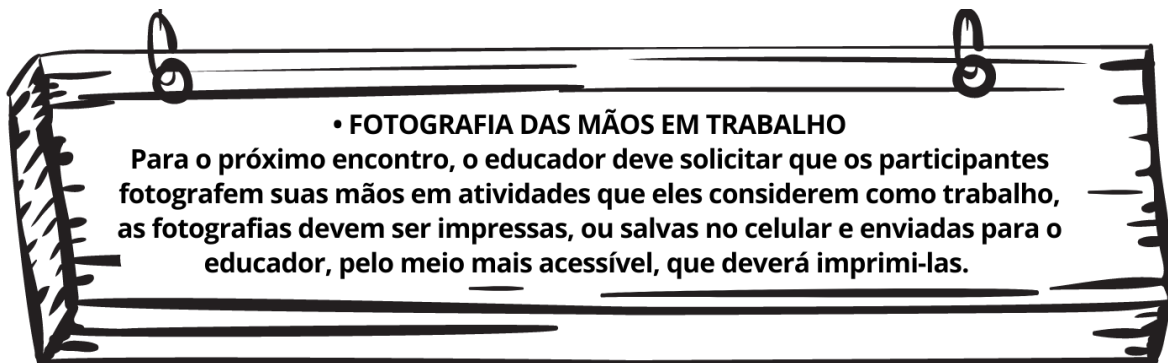 • FOTOGRAFIA DAS MÃOS EM TRABALHO
Para o próximo encontro, o educador deve solicitar que os participantes
fotografem suas mãos em atividades que eles considerem como trabalho,
as fotografias devem ser impressas, ou salvas no celular e enviadas para o
educador, pelo meio mais acessível, que deverá imprimi-las.